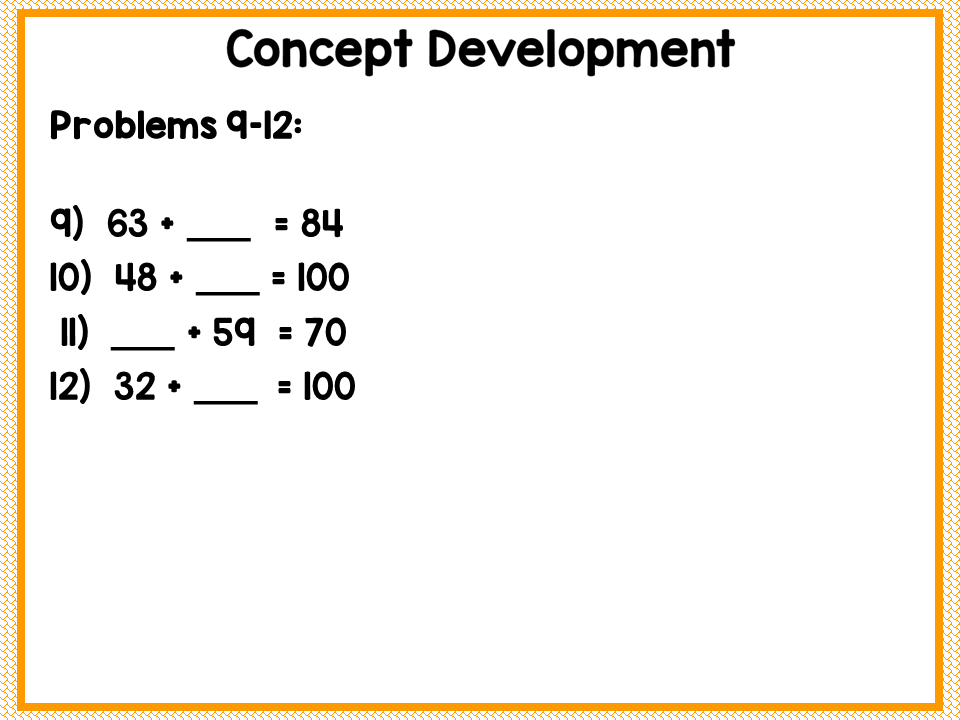 Concept Development
Problems 9-12:
9) 63 + ___ = 84
10) 48 + ___ = 100
11) ___ + 59 = 70
12) 32 + ___ = 100